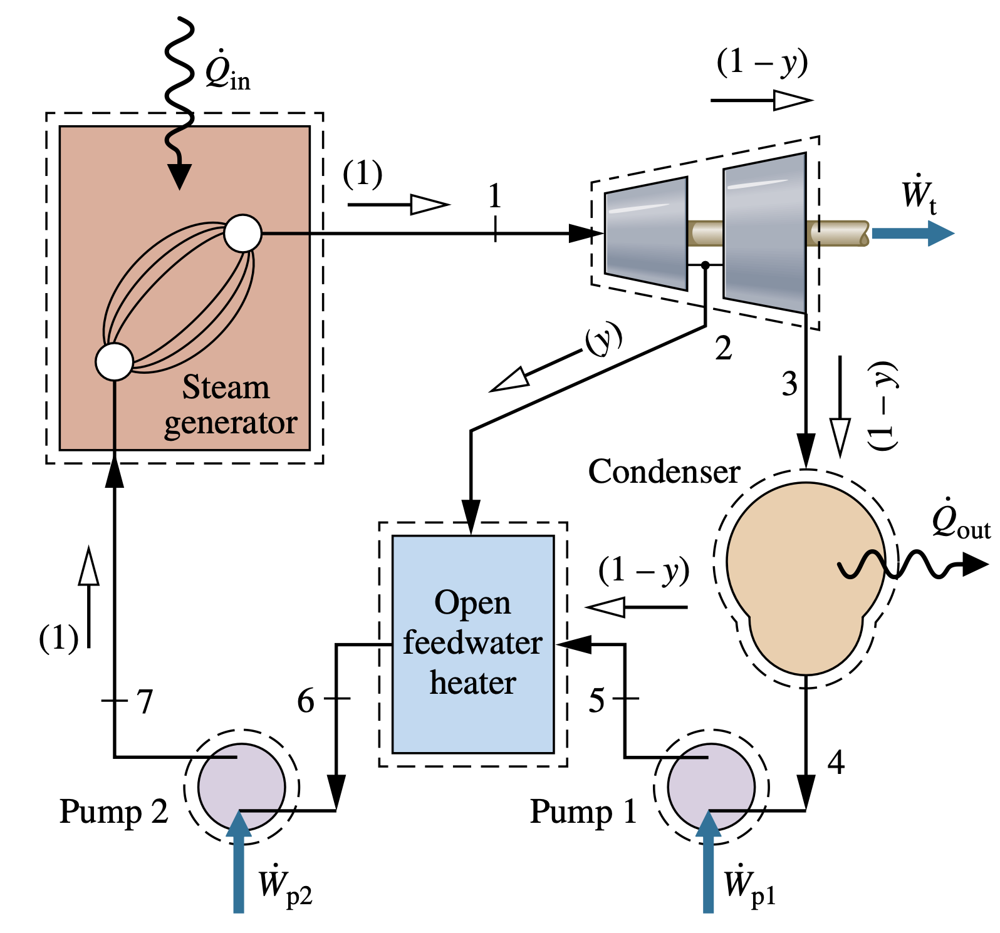 Q̇in
(1 – y)
(1)
1
Ẇt
(y)
2
3
(1 – y)
Steam
generator
Condenser
Q̇out
(1 – y)
Open
feedwater
heater
(1)
7
6
5
4
Pump 2
Pump 1
Ẇp2
Ẇp1